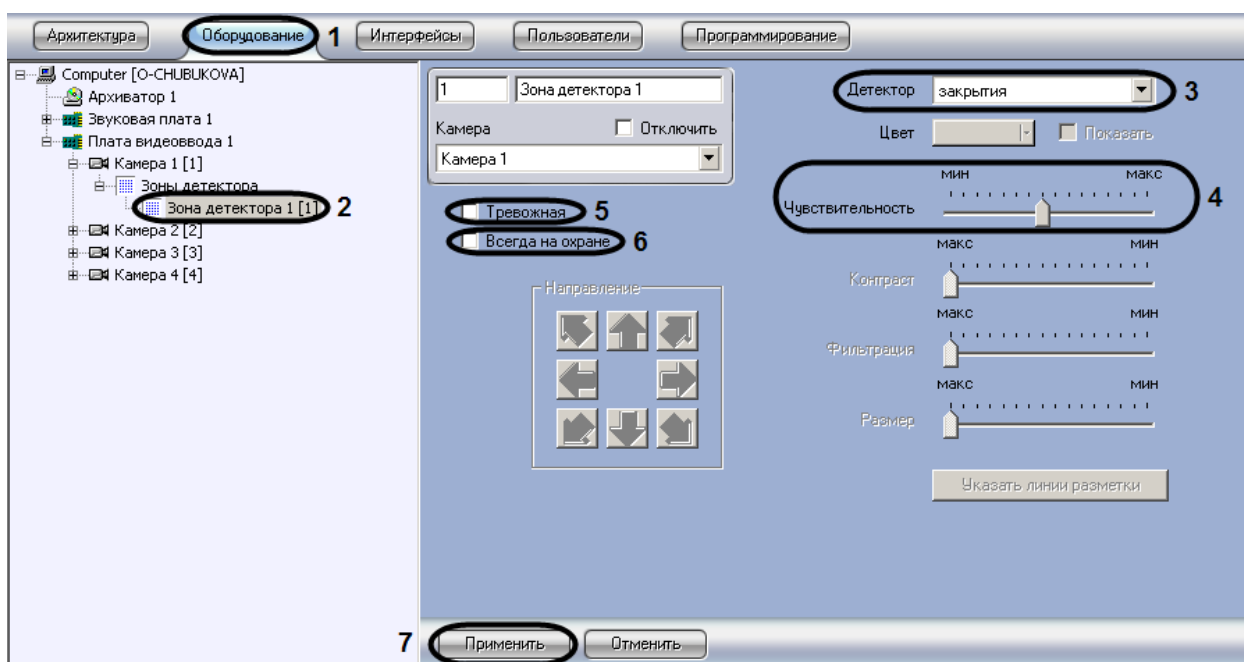 Архитектура Оборудование 1 Интерфейсы Пользователи Программирование
Computer [O-CHUBUKOVA]
Архиватор 1
Звуковая плата 1
Плата видеоввода 1
Камера 1 [1]
Зоны детектора
Зона детектора 1 [1] 2
Камера 2 [2]
Камера 3 [3]
Камера 4 [4]
1 Зона детектора 1
Камера Отключить
Камера 1
Тревожная 5
Всегда на охране 6
Направление
Детектор закрытия 3
Цвет Показать
мин макс
Чувствительность 4
макс мин
Контраст
макс мин
Фильтрация
макс мин
Размер
Указать линии разметки
7 Применить Отменить